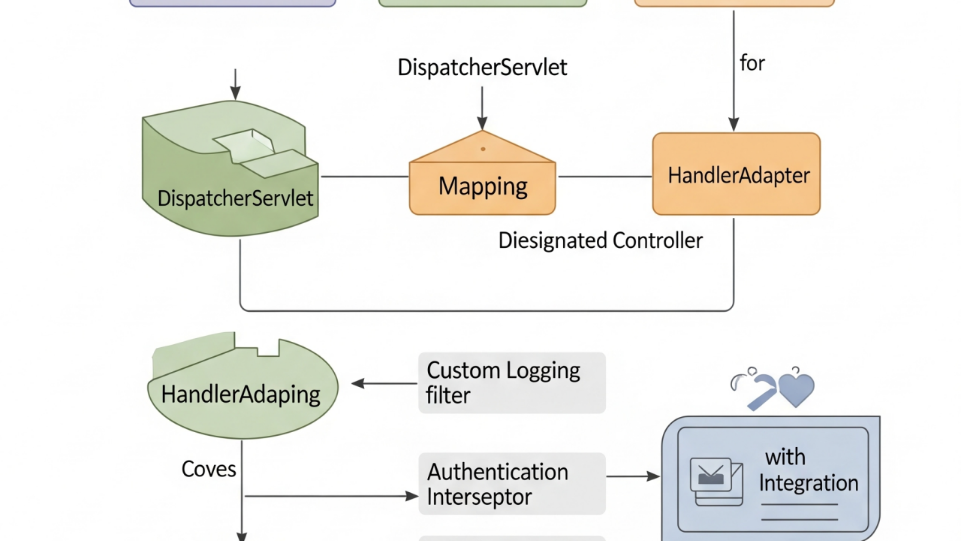 for
DispatcherServlet
DispatcherServlet
Mapping
HandlerAdapter
Diesignated Controller
HandlerAdaping
Custom Logging
filter
Coves
Authentication
Interseptor
with
Integration